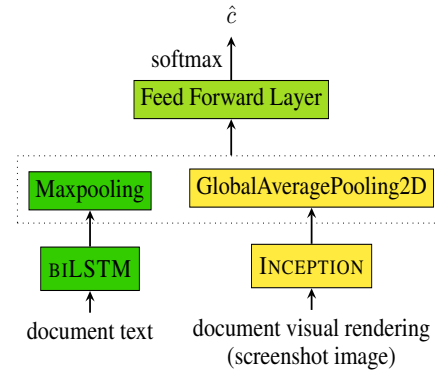 ĉ
softmax
Feed Forward Layer
Maxpooling
GlobalAveragePooling2D
BILSTM
INCEPTION
document text
document visual rendering
(screenshot image)